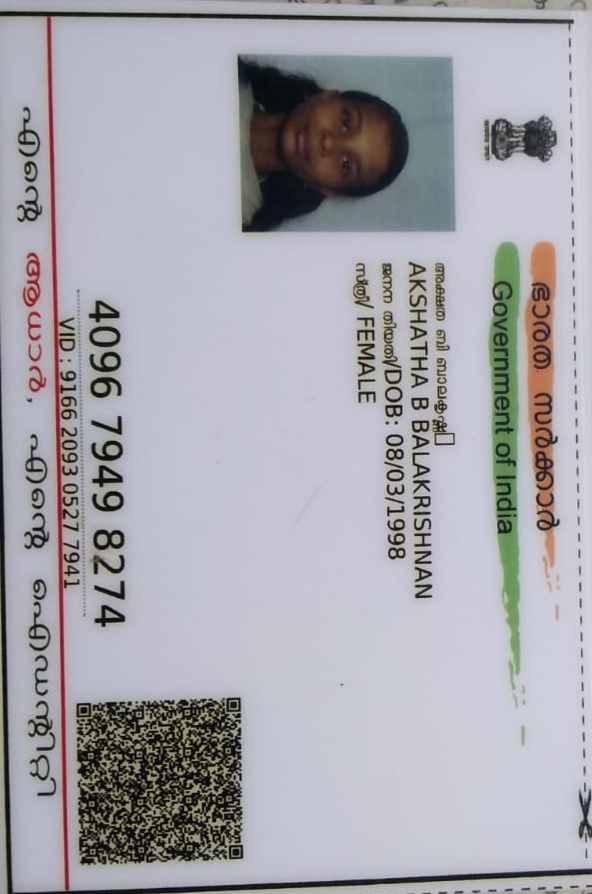 ഭാരത സർക്കാർ
Government of India
അക്ഷത ബി ബാലകൃഷ്ണ□
AKSHATHA B BALAKRISHNAN
ജനന തിയതി/DOB: 08/03/1998
സ്ത്രീ/ FEMALE
4096 7949 8274
VID : 9166 2093 0527 7941
എന്റെ ആധാർ, എന്റെ ഐഡന്റിറ്റി